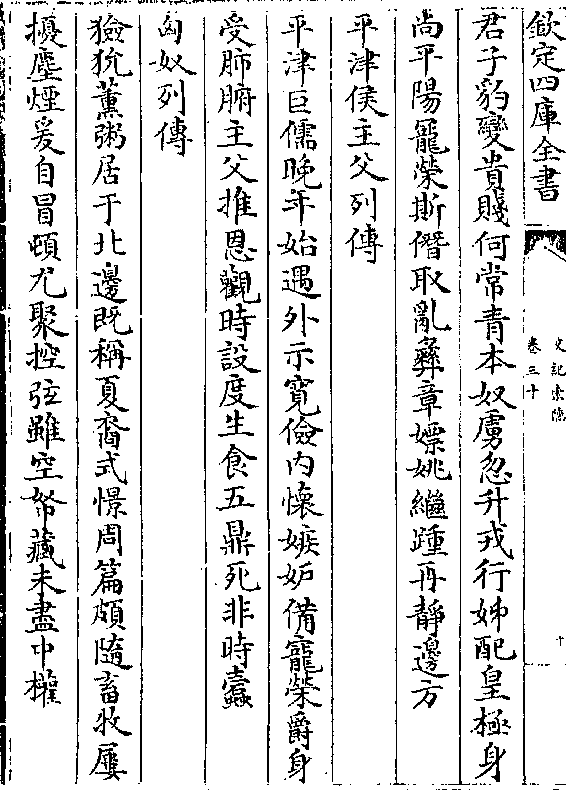 欽定四庫全書
史記索隱
卷三十
十
君子豹變貴賤何常青本奴虜忽升戎行姊配皇極身
尚平陽寵榮斯僭取亂彝章嫖姚繼踵再靜邊方
平津侯主父列傳
平津巨儒晚年始遇外示寛儉内懷嫉妒備寵榮爵身
受肺腑主父推恩觀時設度生食五鼎死非時蠹
匈奴列傳
獫狁薰粥居于北邊既稱夏裔式憬周篇頗隨畜牧屢
擾塵煙爰自冒頓尤聚控弦雖空帑藏未盡中權